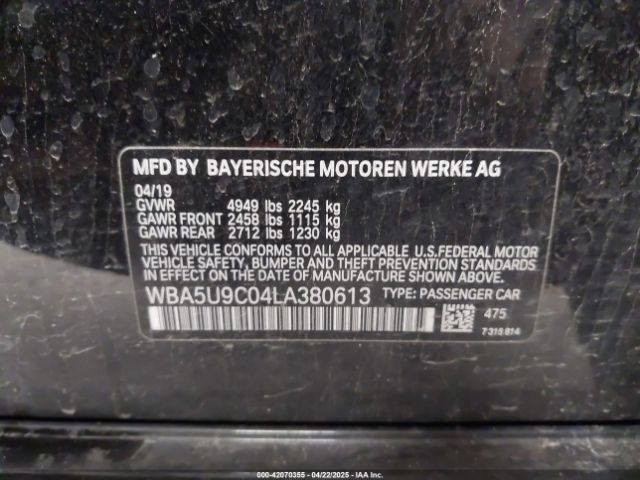 MFD BY BAYERISCHE MOTOREN WERKE AG
04/19
GVWR 4949 lbs 2245 kg
GAWR FRONT 2458 lbs 1115 kg
GAWR REAR 2712 lbs 1230 kg
THIS VEHICLE CONFORMS TO ALL APPLICABLE U.S.FEDERAL MOTOR
VEHICLE SAFETY, BUMPER AND THEFT PREVENTION STANDARDS
IN EFFECT ON THE DATE OF MANUFACTURE SHOWN ABOVE.
WBA5U9C04LA380613 TYPE: PASSENGER CAR
475
7315814
000-42070355 - 04/22/2025 - IAA Inc.